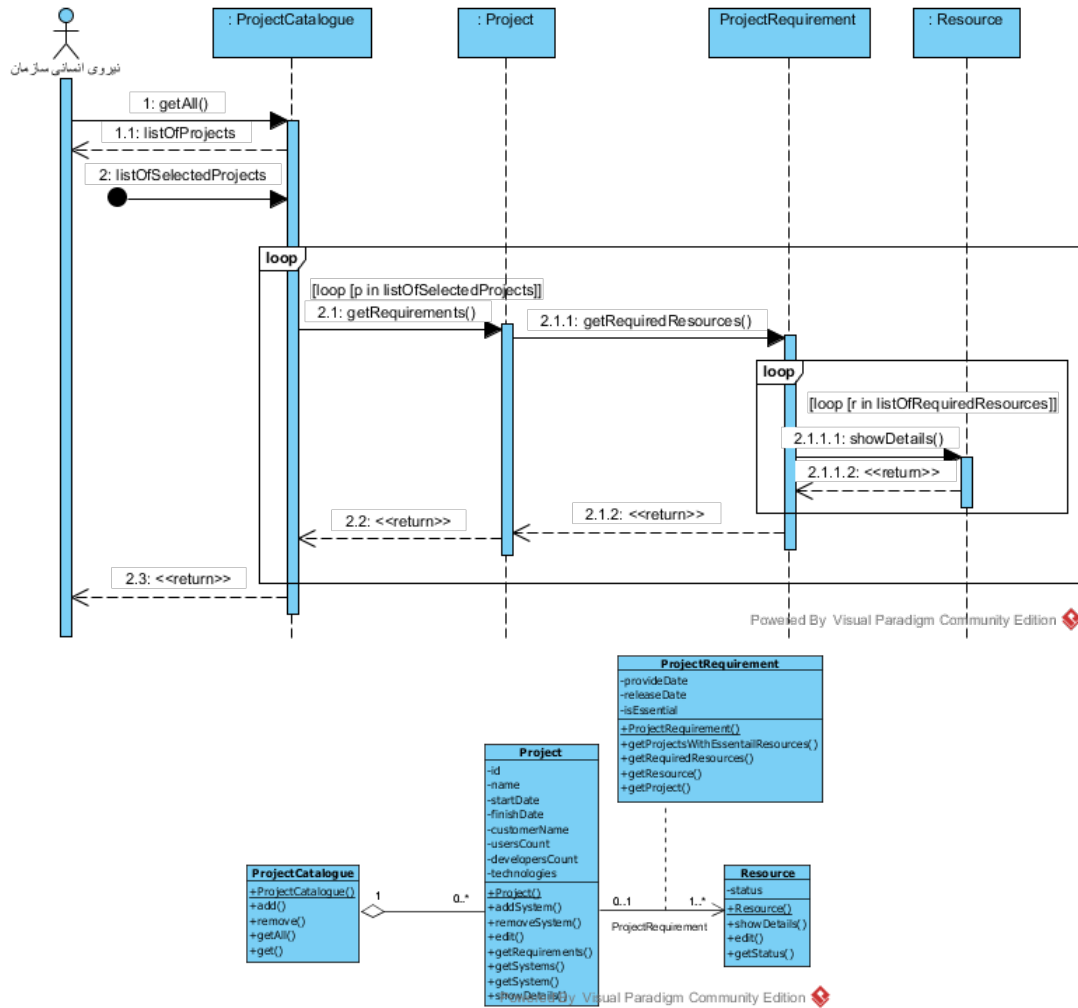 : ProjectCatalogue
: Project
ProjectRequirement
: Resource
نیروی انسانی سازمان
1: getAll()
1.1: listOfProjects
2: listOfSelectedProjects
loop
[loop [p in listOfSelectedProjects]]
2.1: getRequirements()
2.1.1: getRequiredResources()
loop
[loop [r in listOfRequiredResources]]
2.1.1.1: showDetails()
2.1.1.2: <<return>>
2.1.2: <<return>>
2.2: <<return>>
2.3: <<return>>
Powered By Visual Paradigm Community Edition
ProjectRequirement
-provideDate
-releaseDate
-isEssential
+ProjectRequirement()
+getProjectsWithEssentailResources()
+getRequiredResources()
+getResource()
+getProject()
Project
-id
-name
-startDate
-finishDate
-customerName
-usersCount
-developersCount
-technologies
+Project()
+addSystem()
+removeSystem()
+edit()
+getRequirements()
+getSystems()
+getSystem()
+showDetails()
ProjectCatalogue
+ProjectCatalogue()
+add()
+remove()
+getAll()
+get()
1
0..*
0..1
1..*
ProjectRequirement
Resource
-status
+Resource()
+showDetails()
+edit()
+getStatus()
Powered By Visual Paradigm Community Edition